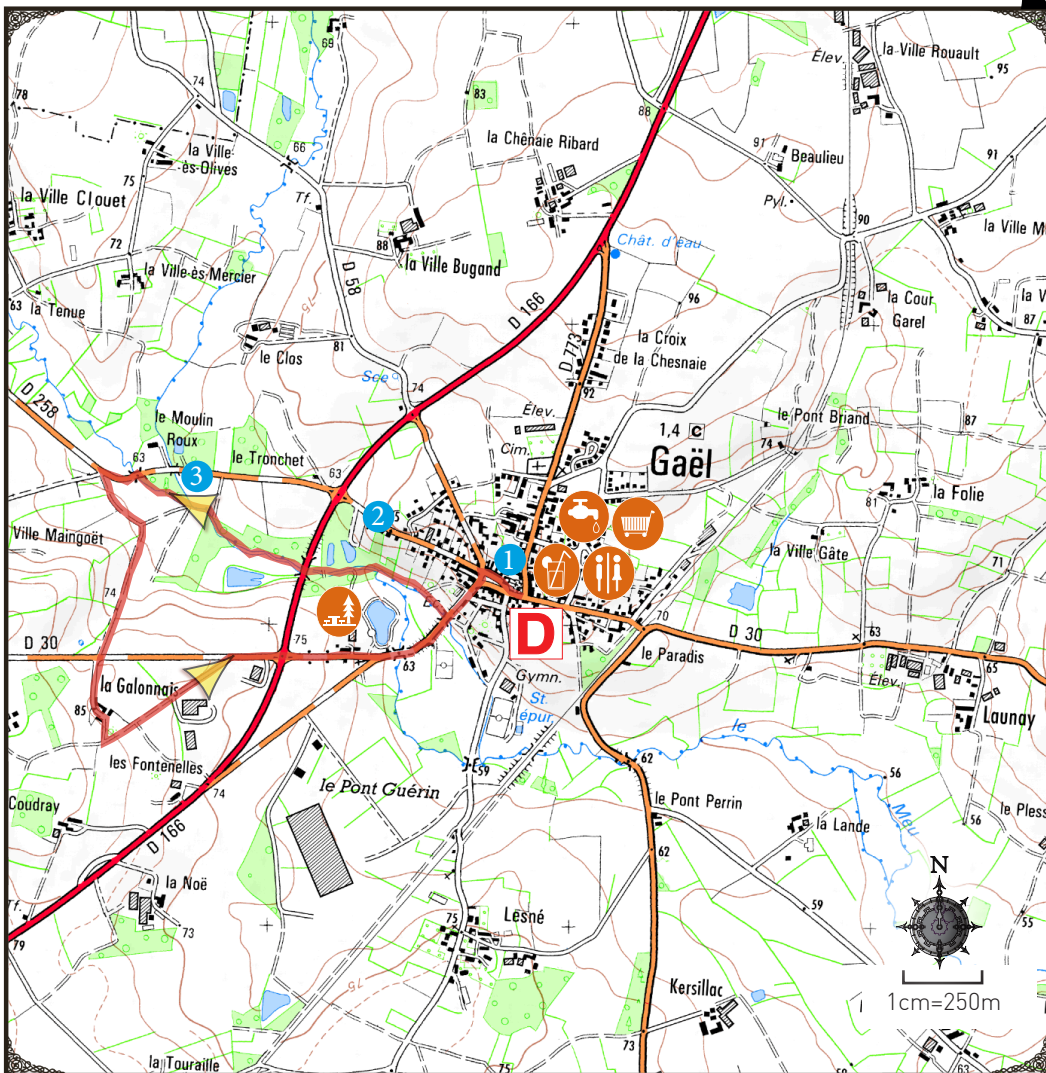 69
la Ville Rouault
Élev.
74
78
83
95
88
la Chênaie Ribard
la Ville
-ès-Olives
66
91
Beaulieu
91
75
Tf.
la Ville Clouet
Pyl.
90
72
88
la Ville Bugand
Chât. d'eau
la Ville-ès-Mercier
D 58
75
63
la Tenue
96
la Cour
Garel
87
D 166
la Croix
de la Chesnaie
le Clos
81
D 773
Sce
74
92
D 258
le Moulin
Roux
Élev.
le Pont Briand
87
1,4 C
74
Cim.
Gaël
le Tronchet
63
63
3
la Folie
81
2
Ville Maingoët
la Ville Gâte
1
71
74
D
70
D 30
75
63
D 30
63
le Paradis
65
la Galonnais
Gymn.
Élev.
85
St.
épur.
Launay
le
les Fontenelles
59
62
56
74
le Pont Guérin
Coudray
le Pont Perrin
Meu
56
le Pless
D 166
la Lande
62
la Noë
N
Tf.
59
55
73
75
Lesné
79
Kersillac
1cm=250m
75
73
la Touraille
59
63